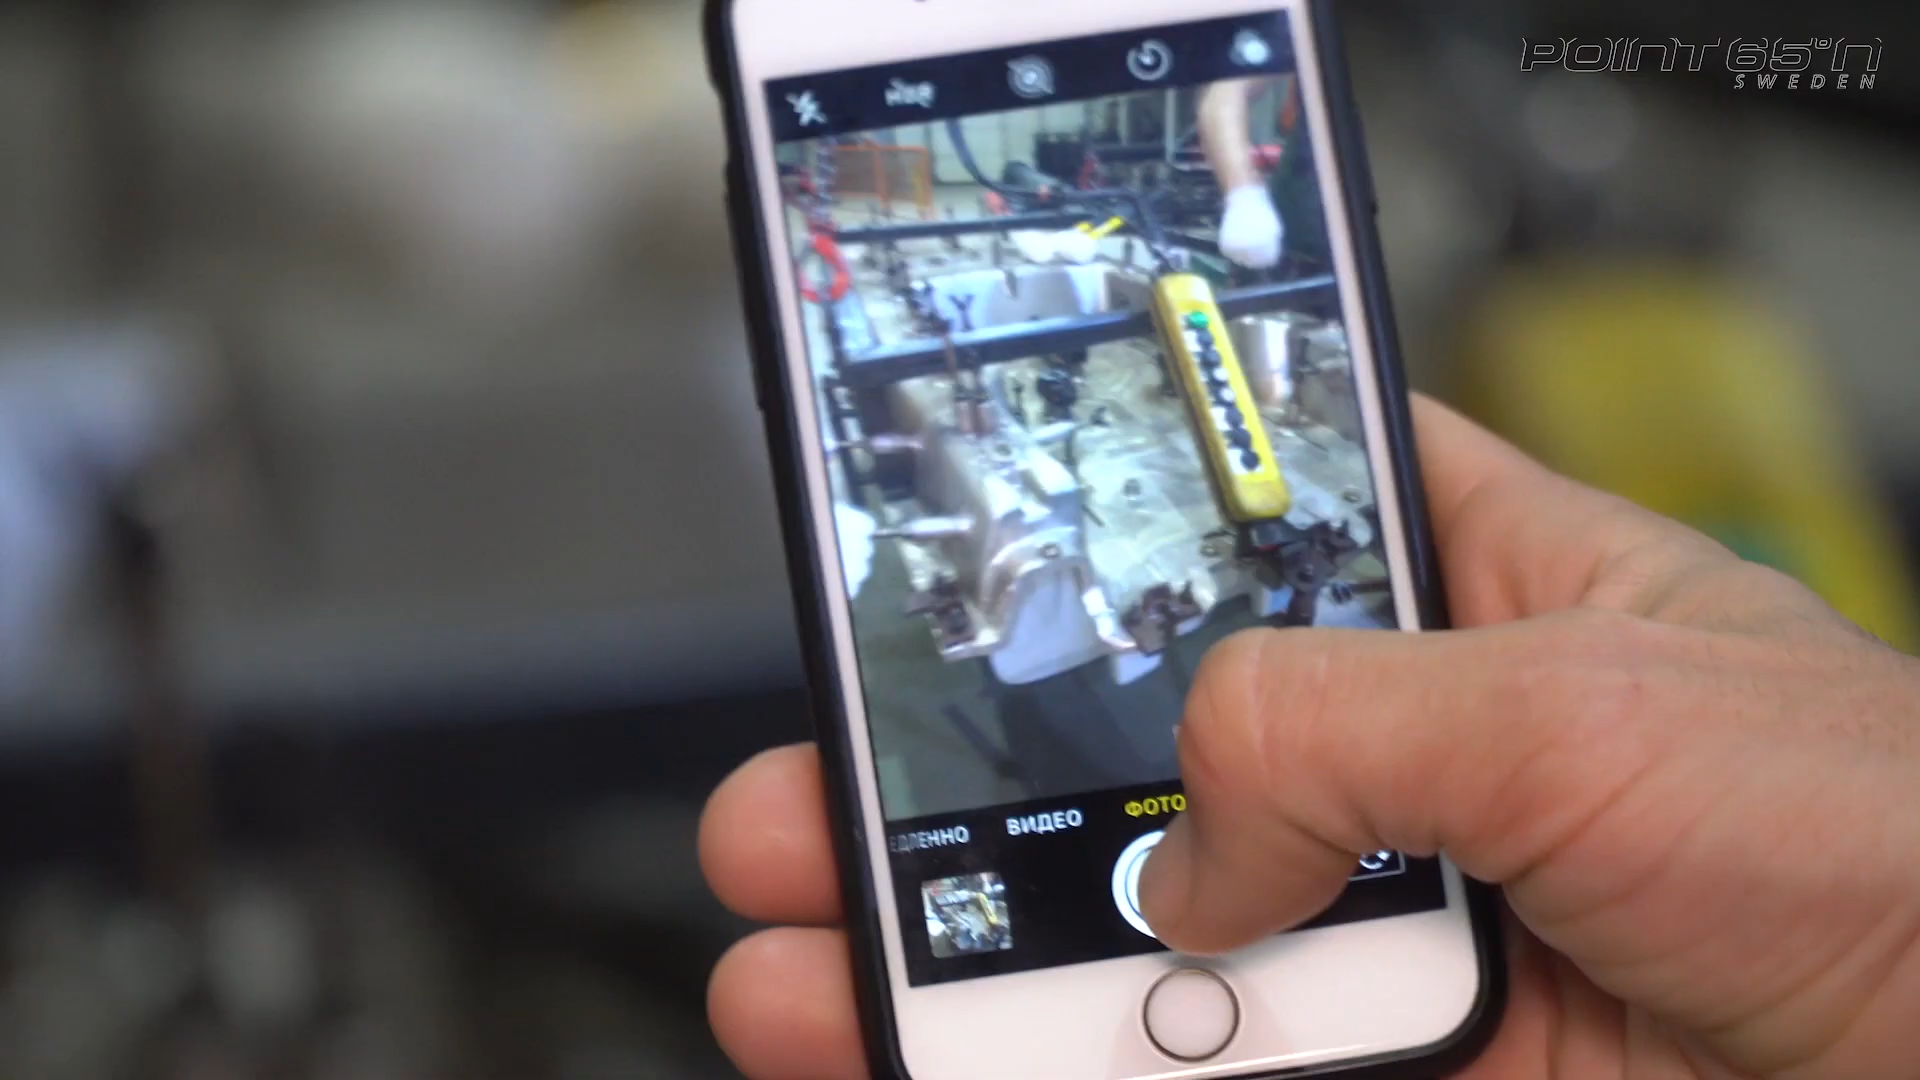 POINT 65°N
SWEDEN
HDR
ЕДЛЕННО
ВИДЕО
ФОТО